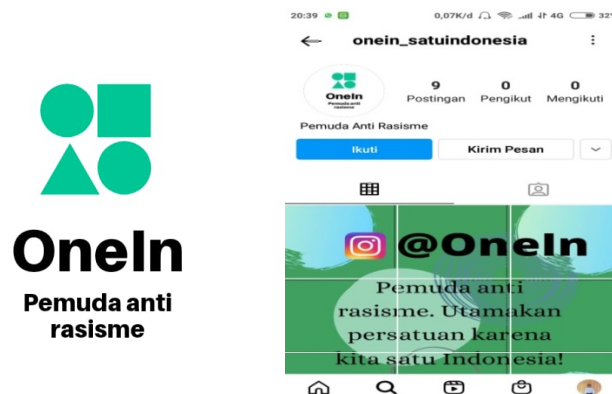 OneIn
Pemuda anti
rasisme
20:39
0,07K/d
4G
32%
onein_satuindonesia
OneIn
Pemuda anti
rasisme
9
0
0
Postingan
Pengikut
Mengikuti
Pemuda Anti Rasisme
Ikuti
Kirim Pesan
@OneIn
Pemuda anti
rasisme. Utamakan
persatuan karena
kita satu Indonesia!